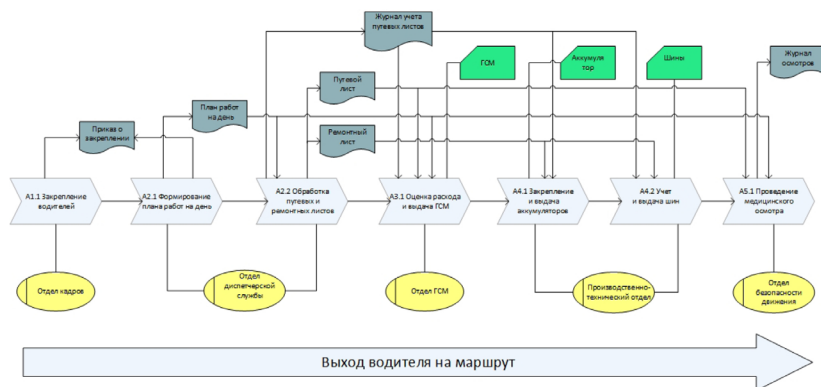 Журнал учета
путевых листов
ГСМ
Аккумуля
тор
Шины
Журнал
осмотров
Путевой
лист
План работ
на день
Приказ о
закреплении
Ремонтный
лист
А1.1 Закрепление
водителей
А2.1 Формирование
плана работ на день
А2.2 Обработка
путевых и
ремонтных листов
А3.1 Оценка расхода
и выдача ГСМ
А4.1 Закрепление
и выдача
аккумуляторов
А4.2 Учет
и выдача шин
А5.1 Проведение
медицинского
осмотра
Отдел кадров
Отдел
диспетчерской
службы
Отдел ГСМ
Производственно-
технический отдел
Отдел
безопасности
движения
Выход водителя на маршрут